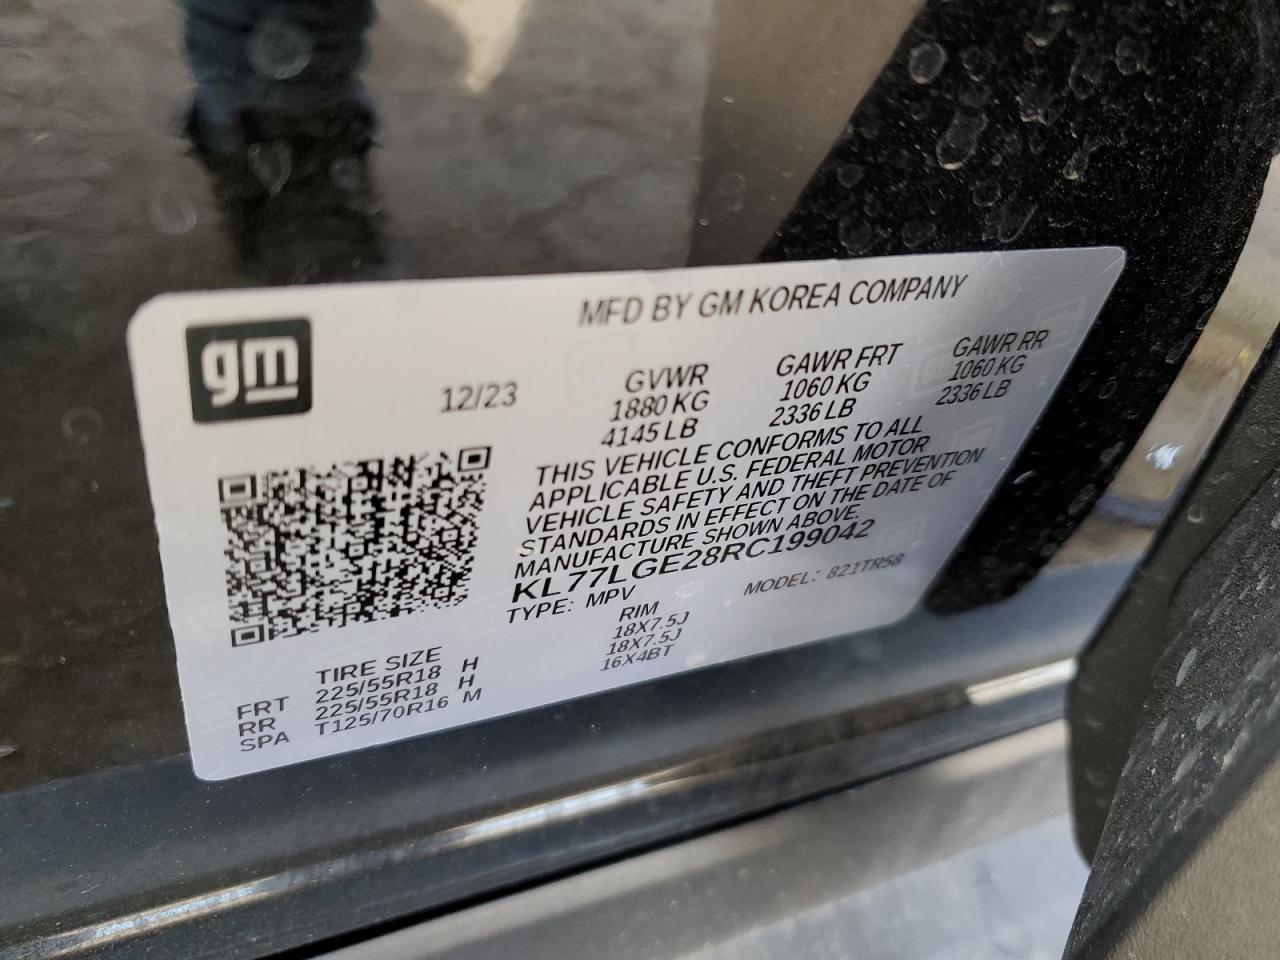 gm
MFD BY GM KOREA COMPANY
12/23
GVWR GAWR FRT GAWR RR
1880 KG 1060 KG 1060 KG
4145 LB 2336 LB 2336 LB
THIS VEHICLE CONFORMS TO ALL
APPLICABLE U.S. FEDERAL MOTOR
VEHICLE SAFETY AND THEFT PREVENTION
STANDARDS IN EFFECT ON THE DATE OF
MANUFACTURE SHOWN ABOVE.
KL77LGE28RC199042
TYPE: MPV MODEL: 821TR58
TIRE SIZE RIM
FRT 225/55R18 H 18X7.5J
RR 225/55R18 H 18X7.5J
SPA T125/70R16 M 16X4BT